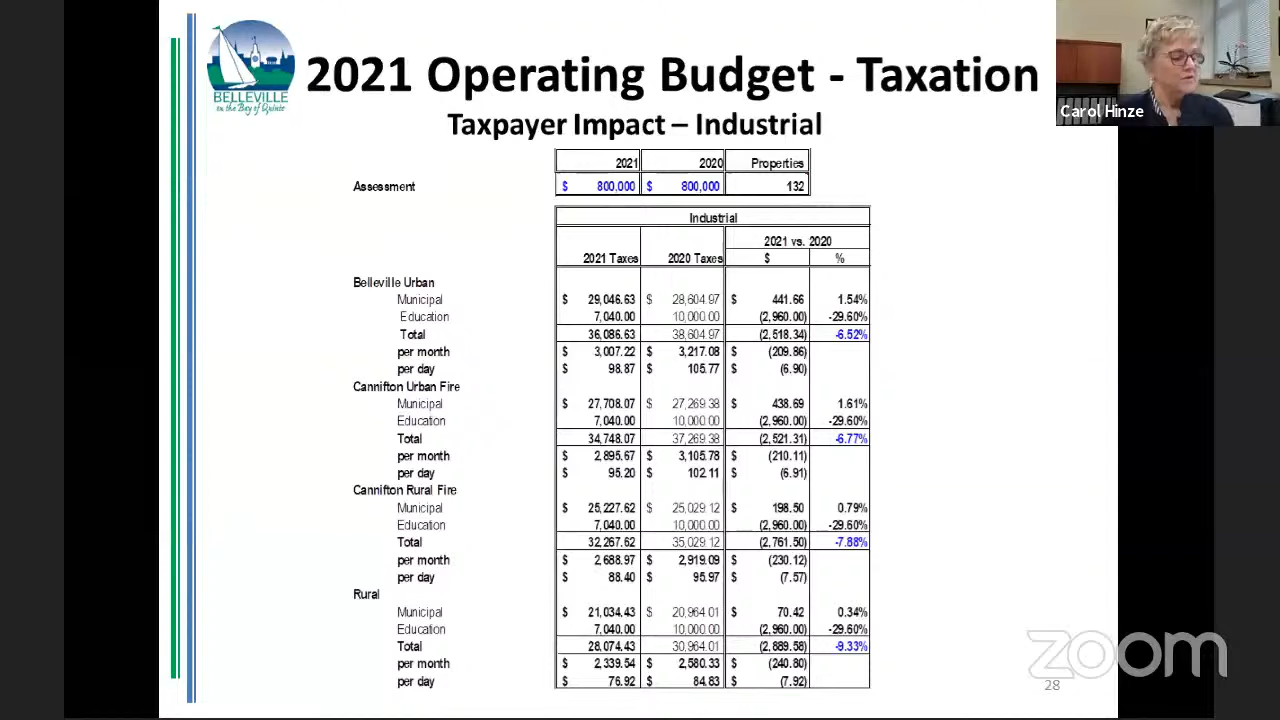 2021 Operating Budget - Taxation
BELLEVILLE
on the Bay of Quinte
Carol Hinze
Taxpayer Impact – Industrial
2021 2020 Properties
Assessment $ 800,000 $ 800,000 132
Industrial
2021 vs. 2020
2021 Taxes 2020 Taxes $ %
Belleville Urban
Municipal $ 29,046.63 $ 28,604.97 $ 441.66 1.54%
Education 7,040.00 10,000.00 (2,960.00) -29.60%
Total 36,086.63 38,604.97 (2,518.34) -6.52%
per month $ 3,007.22 $ 3,217.08 $ (209.86)
per day $ 98.87 $ 105.77 $ (6.90)
Cannifton Urban Fire
Municipal $ 27,708.07 $ 27,269.38 $ 438.69 1.61%
Education 7,040.00 10,000.00 (2,960.00) -29.60%
Total 34,748.07 37,269.38 (2,521.31) -6.77%
per month $ 2,895.67 $ 3,105.78 $ (210.11)
per day $ 95.20 $ 102.11 $ (6.91)
Cannifton Rural Fire
Municipal $ 25,227.62 $ 25,029.12 $ 198.50 0.79%
Education 7,040.00 10,000.00 (2,960.00) -29.60%
Total 32,267.62 35,029.12 (2,761.50) -7.88%
per month $ 2,688.97 $ 2,919.09 $ (230.12)
per day $ 88.40 $ 95.97 $ (7.57)
Rural
Municipal $ 21,034.43 $ 20,964.01 $ 70.42 0.34%
Education 7,040.00 10,000.00 (2,960.00) -29.60%
Total 28,074.43 30,964.01 (2,889.58) -9.33%
per month $ 2,339.54 $ 2,580.33 $ (240.80)
per day $ 76.92 $ 84.83 $ (7.92)
zoom
28